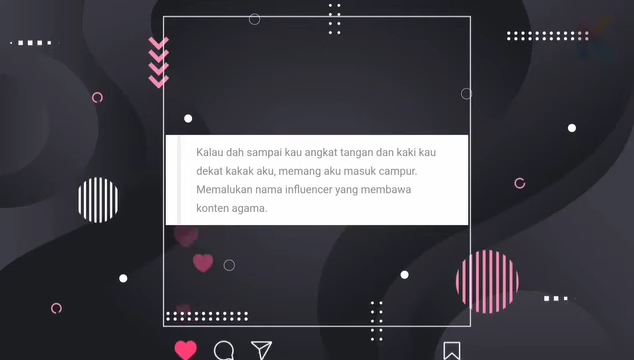 Kalau dah sampai kau angkat tangan dan kaki kau
dekat kakak aku, memang aku masuk campur.
Memalukan nama influencer yang membawa
konten agama.